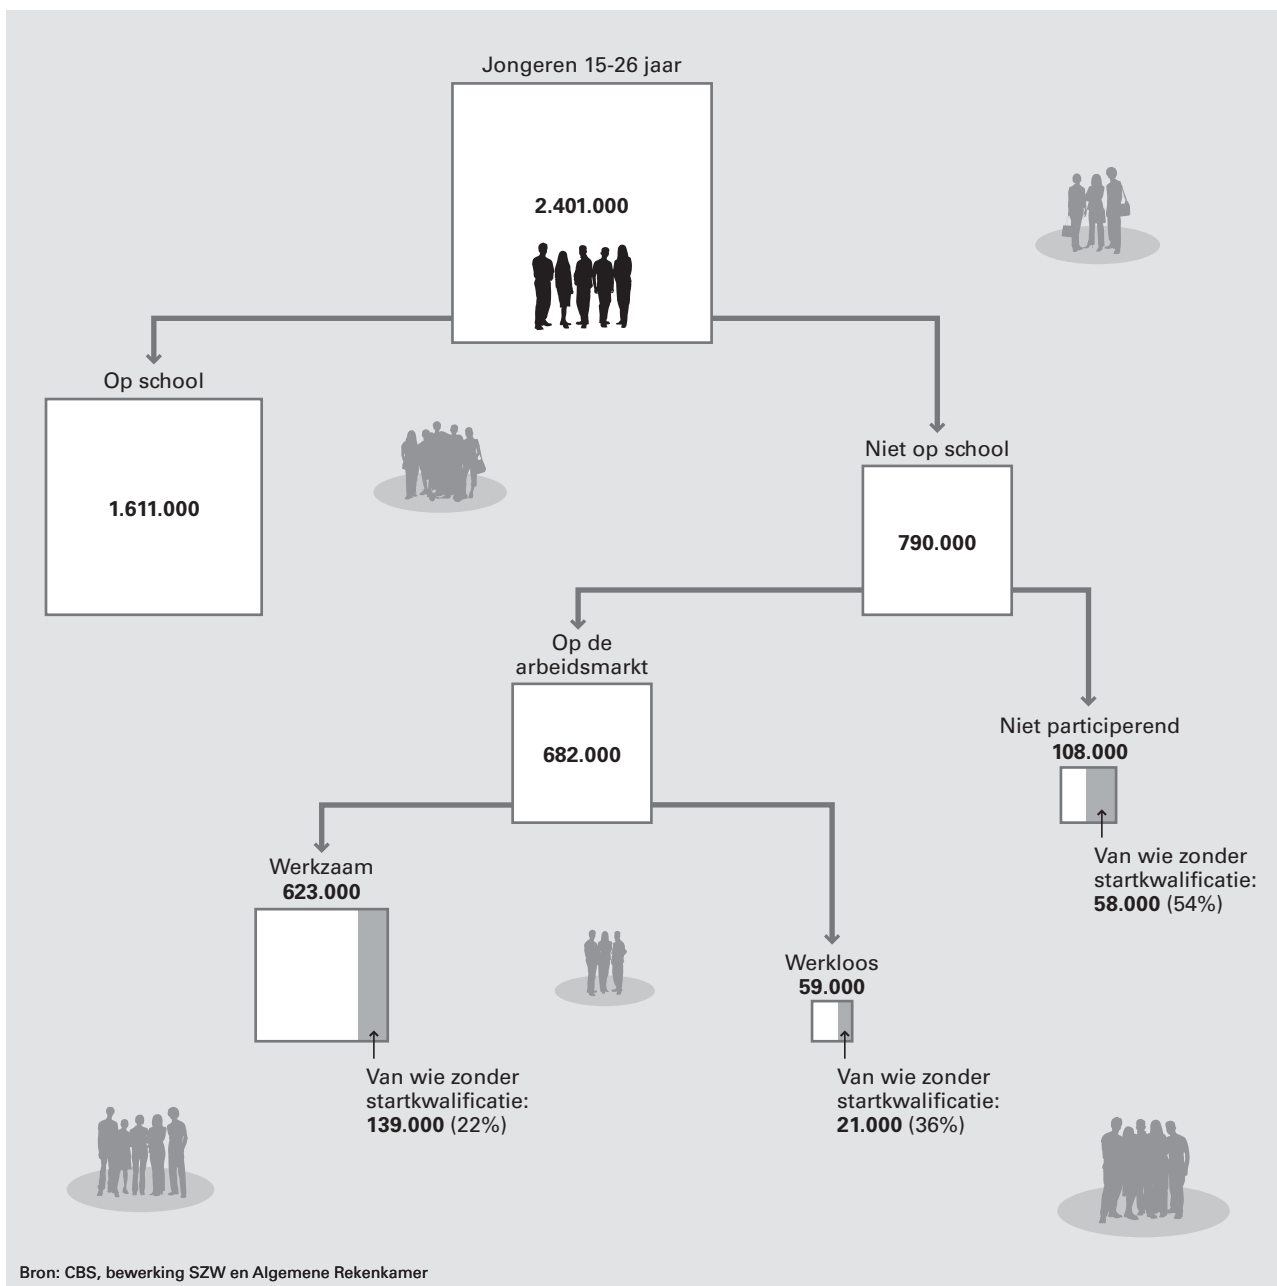 Jongeren 15-26 jaar
2.401.000
Op school
1.611.000
Niet op school
790.000
Op de
arbeidsmarkt
682.000
Niet participerend
108.000
Van wie zonder
startkwalificatie:
58.000 (54%)
Werkzaam
623.000
Van wie zonder
startkwalificatie:
139.000 (22%)
Werkloos
59.000
Van wie zonder
startkwalificatie:
21.000 (36%)
Bron: CBS, bewerking SZW en Algemene Rekenkamer